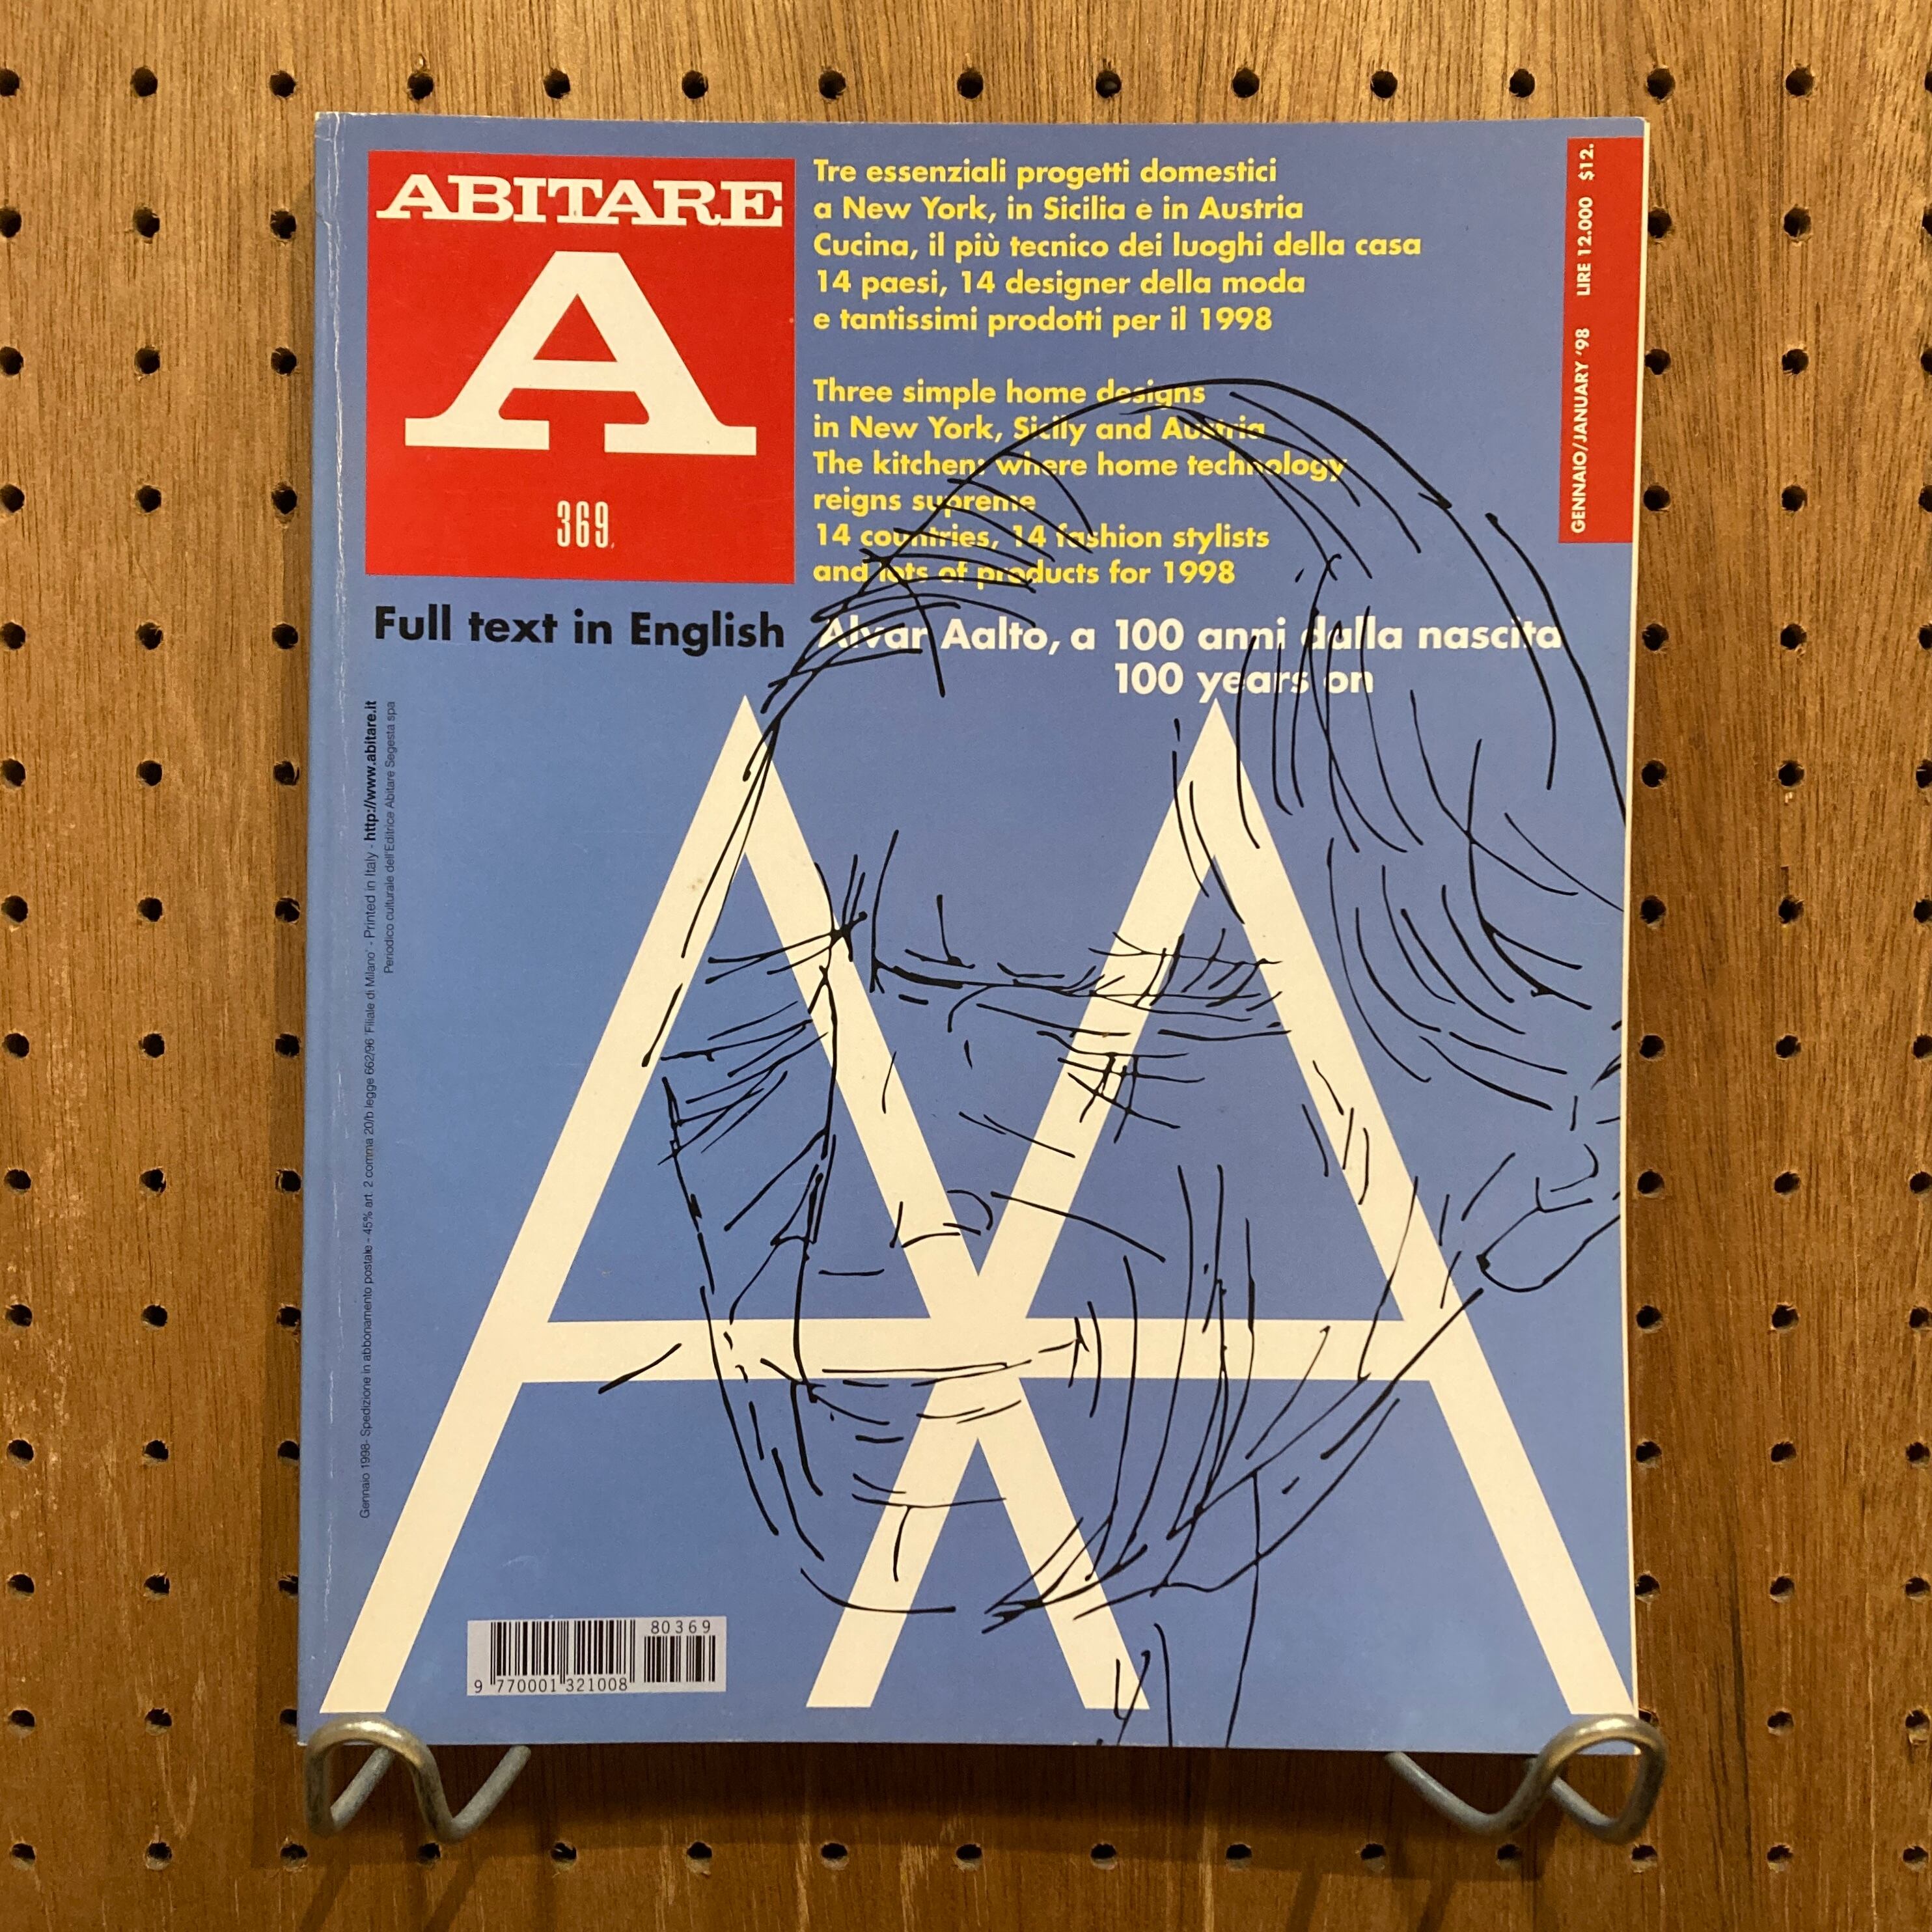 ABITARE
A
369
Full text in English
Tre essenziali progetti domestici
a New York, in Sicilia e in Austria
Cucina, il più tecnico dei luoghi della casa
14 paesi, 14 designer della moda
e tantissimi prodotti per il 1998
Three simple home designs
in New York, Sicily and Austria
The kitchen: where home technology
reigns supreme
14 countries, 14 fashion stylists
and lots of products for 1998
Alvar Aalto, a 100 anni dalla nascita
100 years on
GENNAIO/JANUARY '98 LIRE 12.000 $12.
Gennaio 1998- Spedizione in abbonamento postale - 45% art. 2 comma 20/b legge 662/96 'Filiale di Milano' - Printed in Italy - http://www.abitare.it
Periodico culturale dell'Editrice Abitare Segesta spa
AA
80369
9 770001 321008